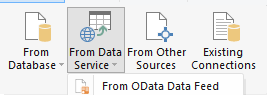 From
Database
From Data
Service
From Other
Sources
Existing
Connections
From OData Data Feed